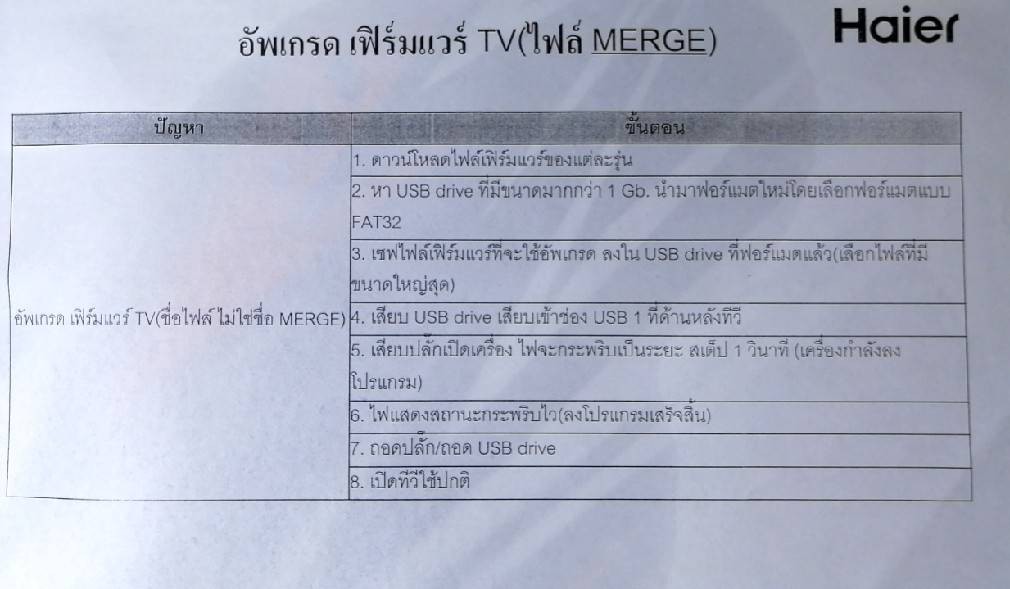 Haier
อัพเกรด เฟิร์มแวร์ TV(ไฟล์ MERGE)
ปัญหา
ขั้นตอน
อัพเกรด เฟิร์มแวร์ TV(ชื่อไฟล์ ไม่ใช่ชื่อ MERGE)
1. ดาวน์โหลดไฟล์เฟิร์มแวร์ของแต่ละรุ่น
2. หา USB drive ที่มีขนาดมากกว่า 1 Gb. นำมาฟอร์แมตใหม่โดยเลือกฟอร์แมตแบบ
FAT32
3. เซฟไฟล์เฟิร์มแวร์ที่จะใช้อัพเกรด ลงใน USB drive ที่ฟอร์แมตแล้ว(เลือกไฟล์ที่มี
ขนาดใหญ่สุด)
4. เสียบ USB drive เสียบเข้าช่อง USB 1 ที่ด้านหลังทีวี
5. เสียบปลั๊กเปิดเครื่อง ไฟจะกระพริบเป็นระยะ สเต็ป 1 วินาที (เครื่องกำลังลง
โปรแกรม)
6. ไฟแสดงสถานะกระพริบไว(ลงโปรแกรมเสร็จสิ้น)
7. ถอดปลั๊ก/ถอด USB drive
8. เปิดทีวีใช้ปกติ